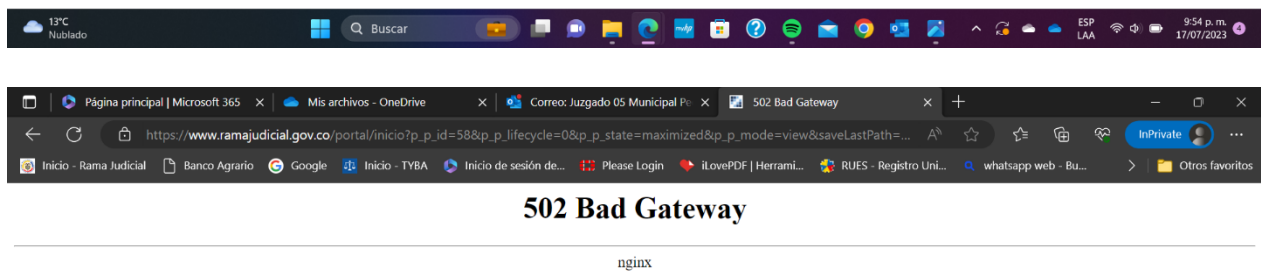 13°C
Nublado
Buscar
mvhp
ESP
LAA
9:54 p. m.
17/07/2023
4
Página principal | Microsoft 365
Mis archivos - OneDrive
Correo: Juzgado 05 Municipal Pe
502 Bad Gateway
https://www.ramajudicial.gov.co/portal/inicio?p_p_id=58&p_p_lifecycle=0&p_p_state=maximized&p_p_mode=view&saveLastPath=...
InPrivate
Inicio - Rama Judicial
Banco Agrario
Google
Inicio - TYBA
Inicio de sesión de...
Please Login
iLovePDF | Herrami...
RUES - Registro Uni...
whatsapp web - Bu...
Otros favoritos
502 Bad Gateway
nginx